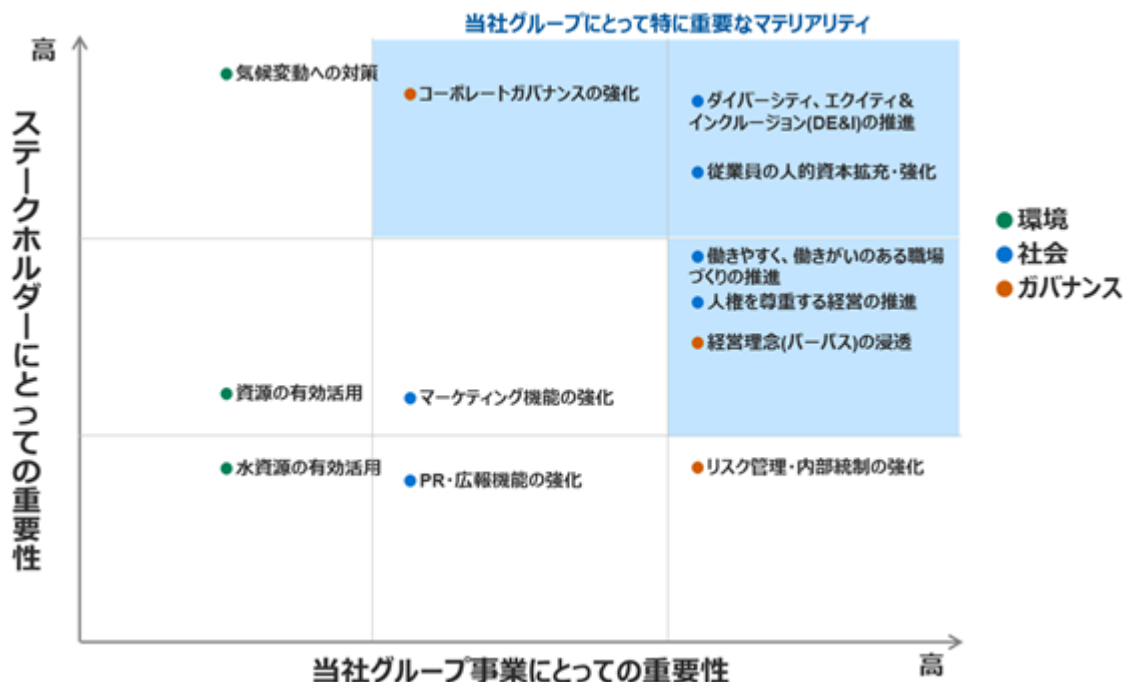 当社グループにとって特に重要なマテリアリティ
高
ステークホルダーにとっての重要性
気候変動への対策
コーポレートガバナンスの強化
ダイバーシティ、エクイティ&
インクルージョン(DE&I)の推進
従業員の人的資本拡充・強化
働きやすく、働きがいのある職場
づくりの推進
人権を尊重する経営の推進
経営理念(パーパス)の浸透
資源の有効活用
マーケティング機能の強化
水資源の有効活用
PR・広報機能の強化
リスク管理・内部統制の強化
環境
社会
ガバナンス
当社グループ事業にとっての重要性
高